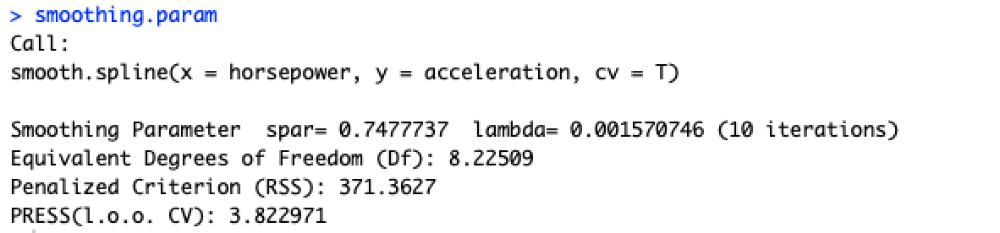 > smoothing.param
Call:
smooth.spline(x = horsepower, y = acceleration, cv = T)
Smoothing Parameter  spar= 0.7477737  lambda= 0.001570746 (10 iterations)
Equivalent Degrees of Freedom (Df): 8.22509
Penalized Criterion (RSS): 371.3627
PRESS(l.o.o. CV): 3.822971